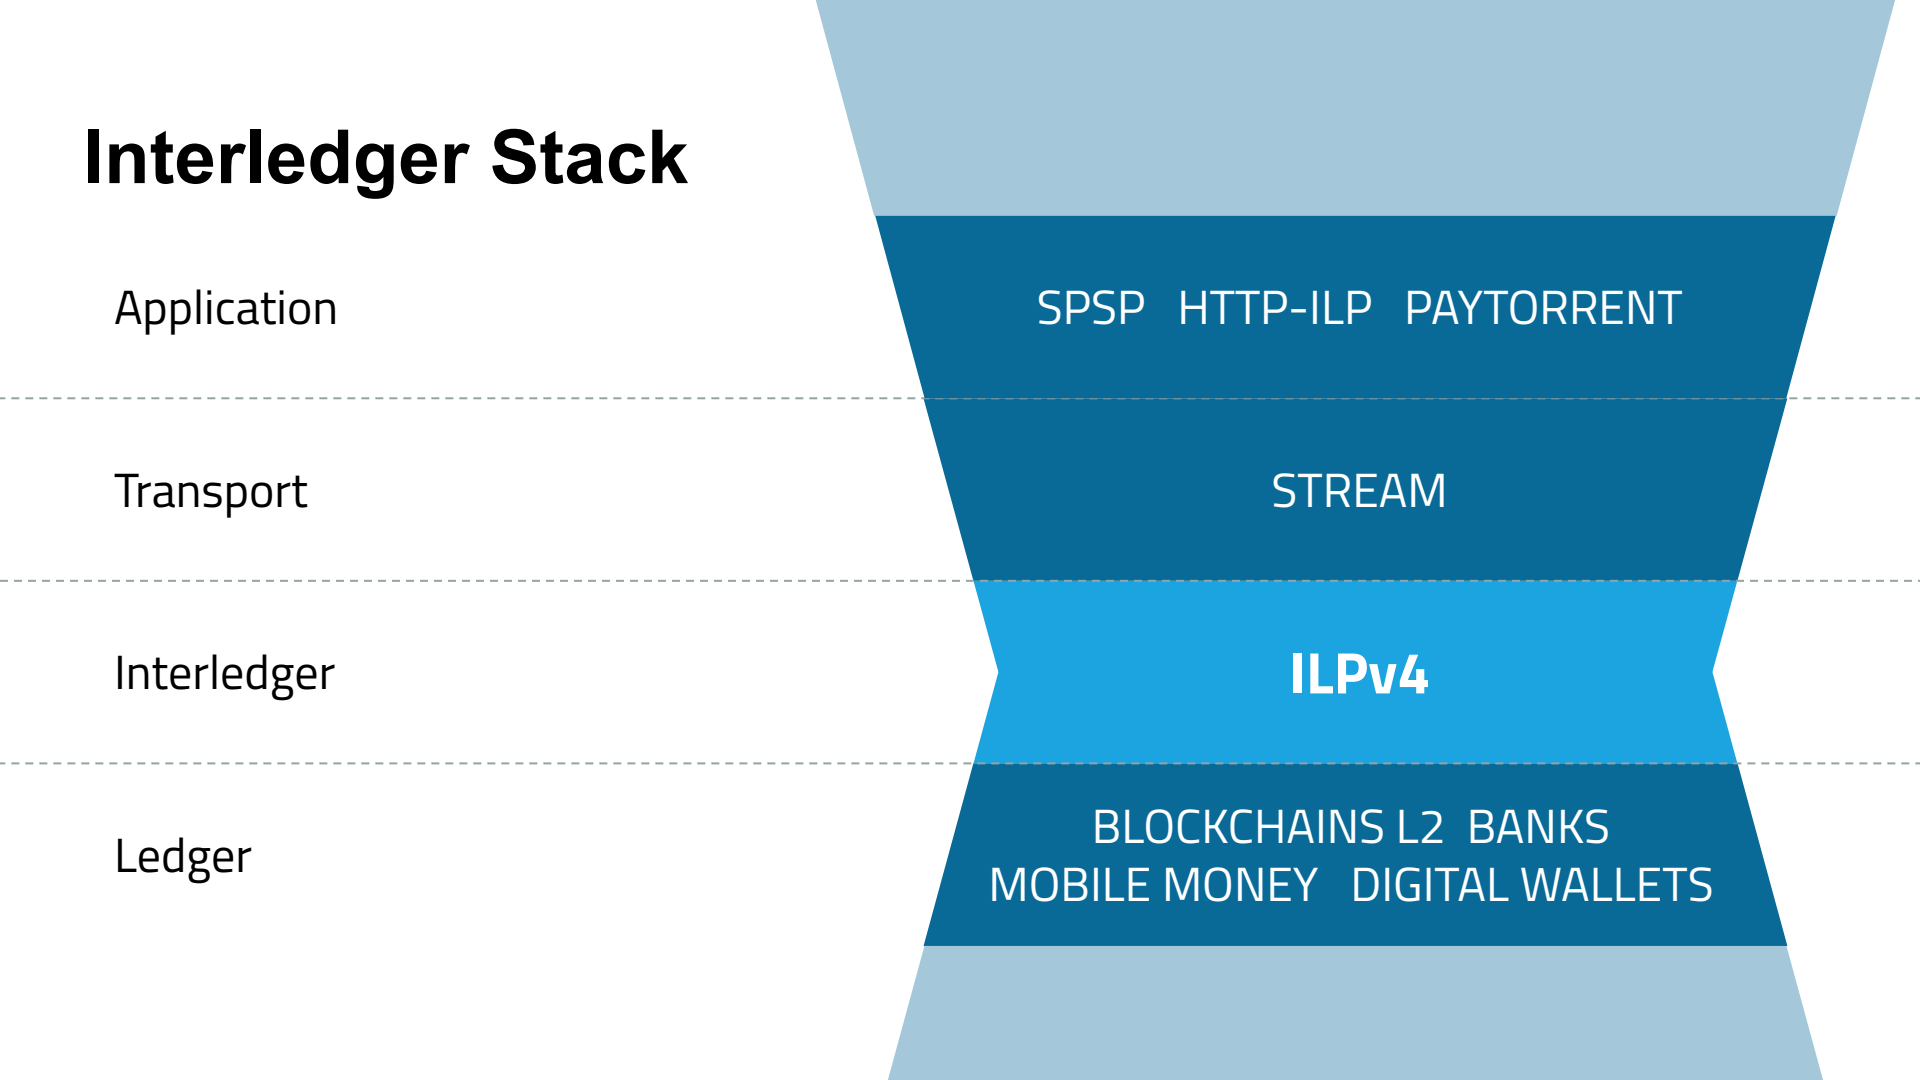 Interledger Stack
Application
SPSP HTTP-ILP PAYTORRENT
Transport
STREAM
Interledger
ILPv4
Ledger
BLOCKCHAINS L2 BANKS
MOBILE MONEY DIGITAL WALLETS